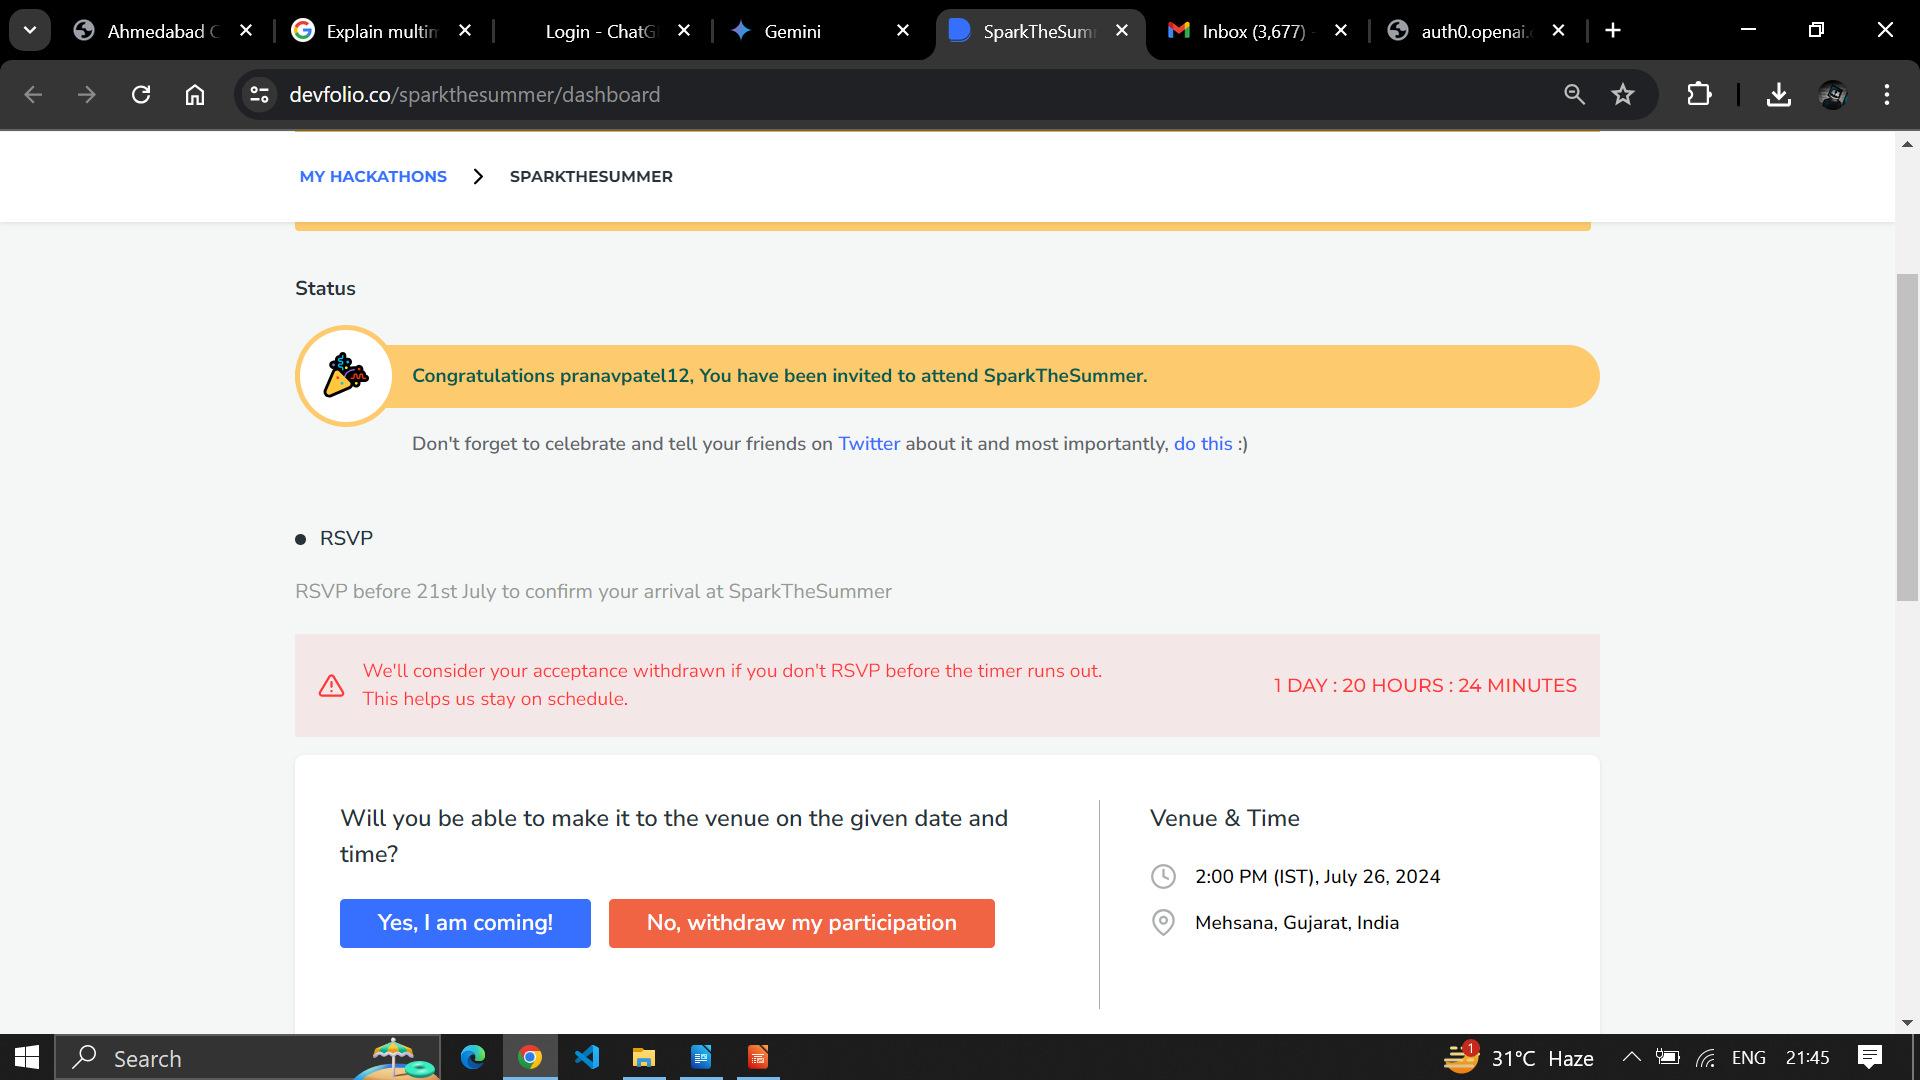 Ahmedabad C
Explain multim
Login - ChatG
Gemini
SparkTheSumm
Inbox (3,677)
auth0.openai.
devfolio.co/sparkthesummer/dashboard
MY HACKATHONS
SPARKTHESUMMER
Status
Congratulations pranavpatel12, You have been invited to attend SparkTheSummer.
Don't forget to celebrate and tell your friends on Twitter about it and most importantly, do this :)
RSVP
RSVP before 21st July to confirm your arrival at SparkTheSummer
We'll consider your acceptance withdrawn if you don't RSVP before the timer runs out.
This helps us stay on schedule.
1 DAY : 20 HOURS : 24 MINUTES
Will you be able to make it to the venue on the given date and
time?
Yes, I am coming!
No, withdraw my participation
Venue & Time
2:00 PM (IST), July 26, 2024
Mehsana, Gujarat, India
Search
1
31°C Haze
ENG
21:45